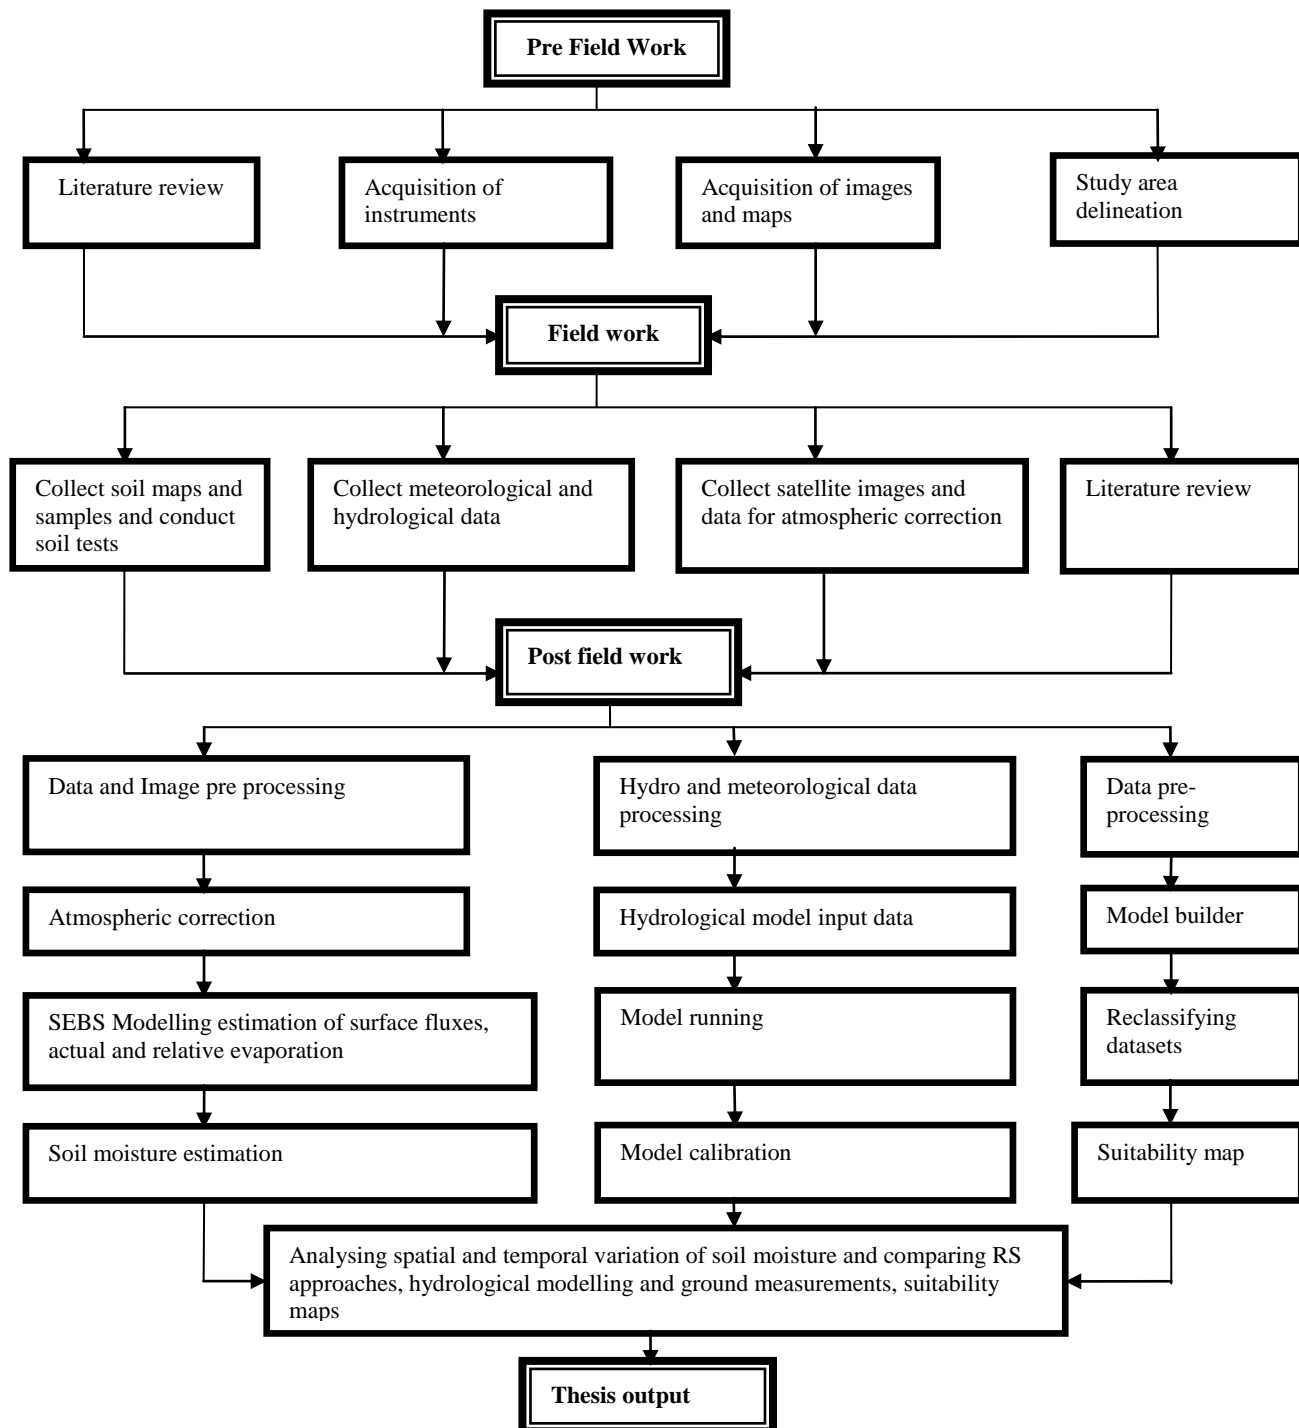 Pre Field Work
Literature review
Acquisition of
instruments
Acquisition of images
and maps
Study area
delineation
Field work
Collect soil maps and
samples and conduct
soil tests
Collect meteorological and
hydrological data
Collect satellite images and
data for atmospheric correction
Literature review
Post field work
Data and Image pre processing
Hydro and meteorological data
processing
Data pre-
processing
Atmospheric correction
Hydrological model input data
Model builder
SEBS Modelling estimation of surface fluxes,
actual and relative evaporation
Model running
Reclassifying
datasets
Soil moisture estimation
Model calibration
Suitability map
Analysing spatial and temporal variation of soil moisture and comparing RS
approaches, hydrological modelling and ground measurements, suitability
maps
Thesis output